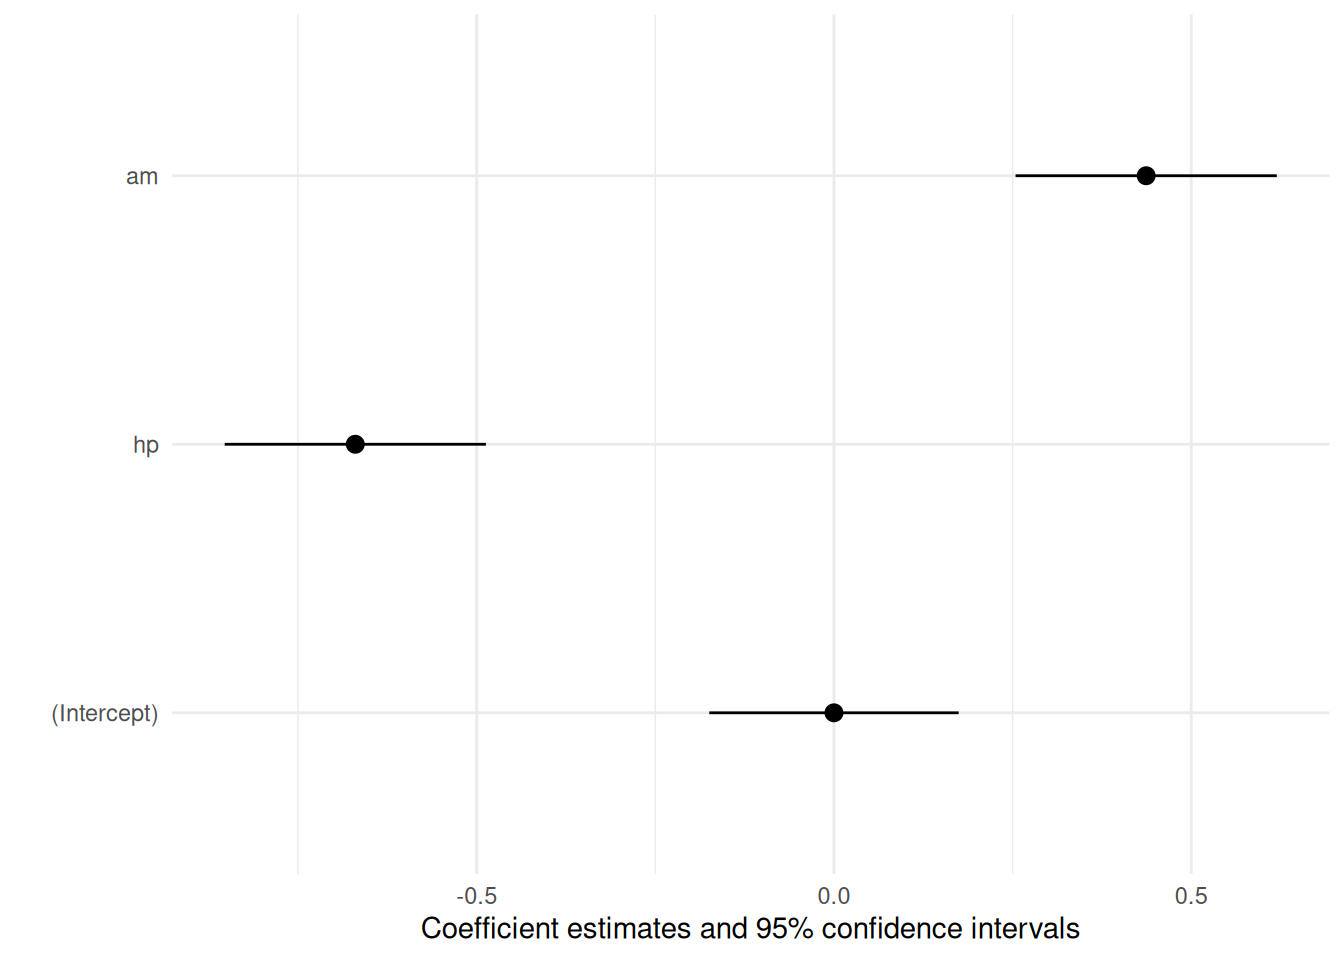 am
hp
(Intercept)
-0.5
0.0
0.5
Coefficient estimates and 95% confidence intervals